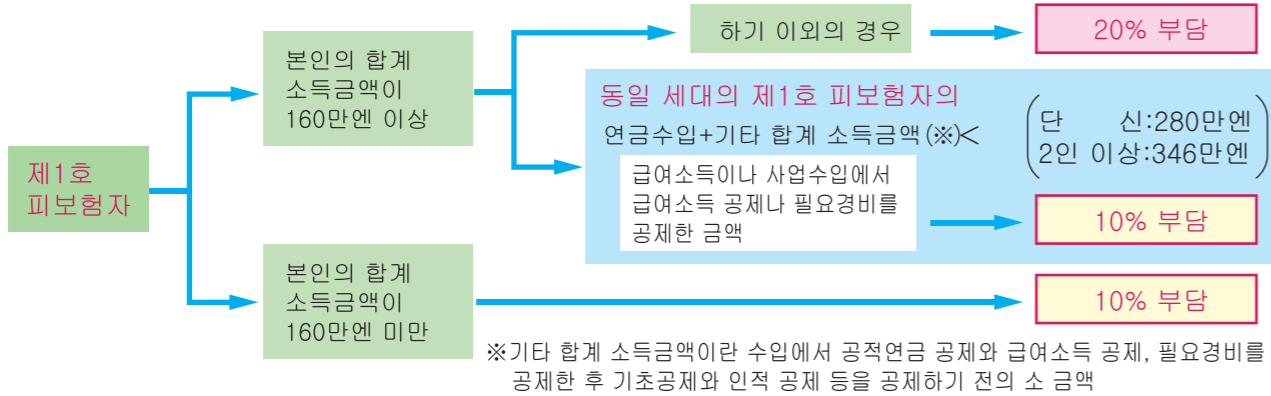 제1호
피보험자
본인의 합계
소득금액이
160만엔 이상
하기 이외의 경우
20% 부담
동일 세대의 제1호 피보험자의
연금수입+기타 합계 소득금액(※)<
단 신:280만엔
2인 이상:346만엔
급여소득이나 사업수입에서
급여소득 공제나 필요경비를
공제한 금액
10% 부담
본인의 합계
소득금액이
160만엔 미만
10% 부담
※기타 합계 소득금액이란 수입에서 공적연금 공제와 급여소득 공제, 필요경비를
공제한 후 기초공제와 인적 공제 등을 공제하기 전의 소 금액